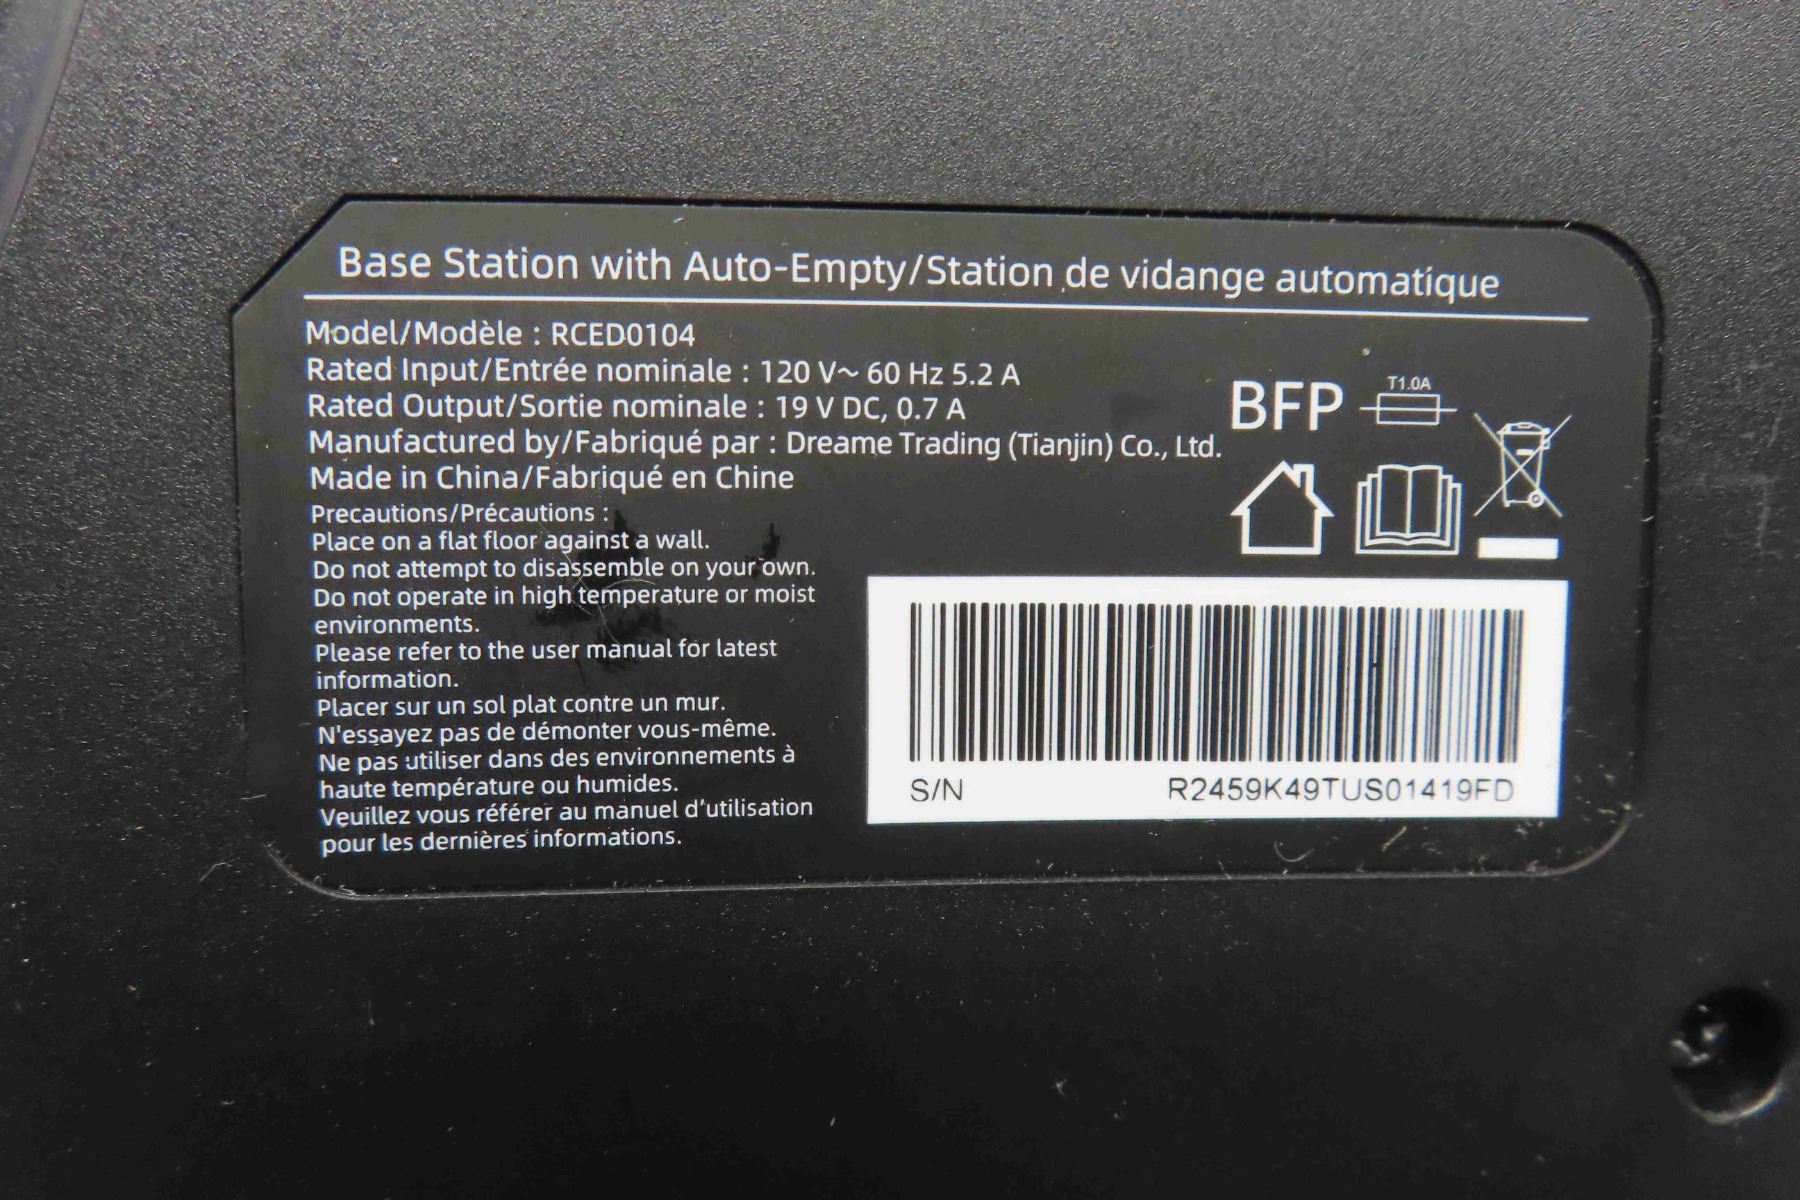 Base Station with Auto-Empty/Station de vidange automatique
Model/Modèle : RCED0104
Rated Input/Entrée nominale : 120 V~ 60 Hz 5.2 A
Rated Output/Sortie nominale : 19 V DC, 0.7 A
Manufactured by/Fabriqué par : Dreame Trading (Tianjin) Co., Ltd.
Made in China/Fabriqué en Chine
Precautions/Précautions :
Place on a flat floor against a wall.
Do not attempt to disassemble on your own.
Do not operate in high temperature or moist
environments.
Please refer to the user manual for latest
information.
Placer sur un sol plat contre un mur.
N'essayez pas de démonter vous-même.
Ne pas utiliser dans des environnements à
haute température ou humides.
Veuillez vous référer au manuel d'utilisation
pour les dernières informations.
BFP
T1.0A
S/N R2459K49TUS01419FD